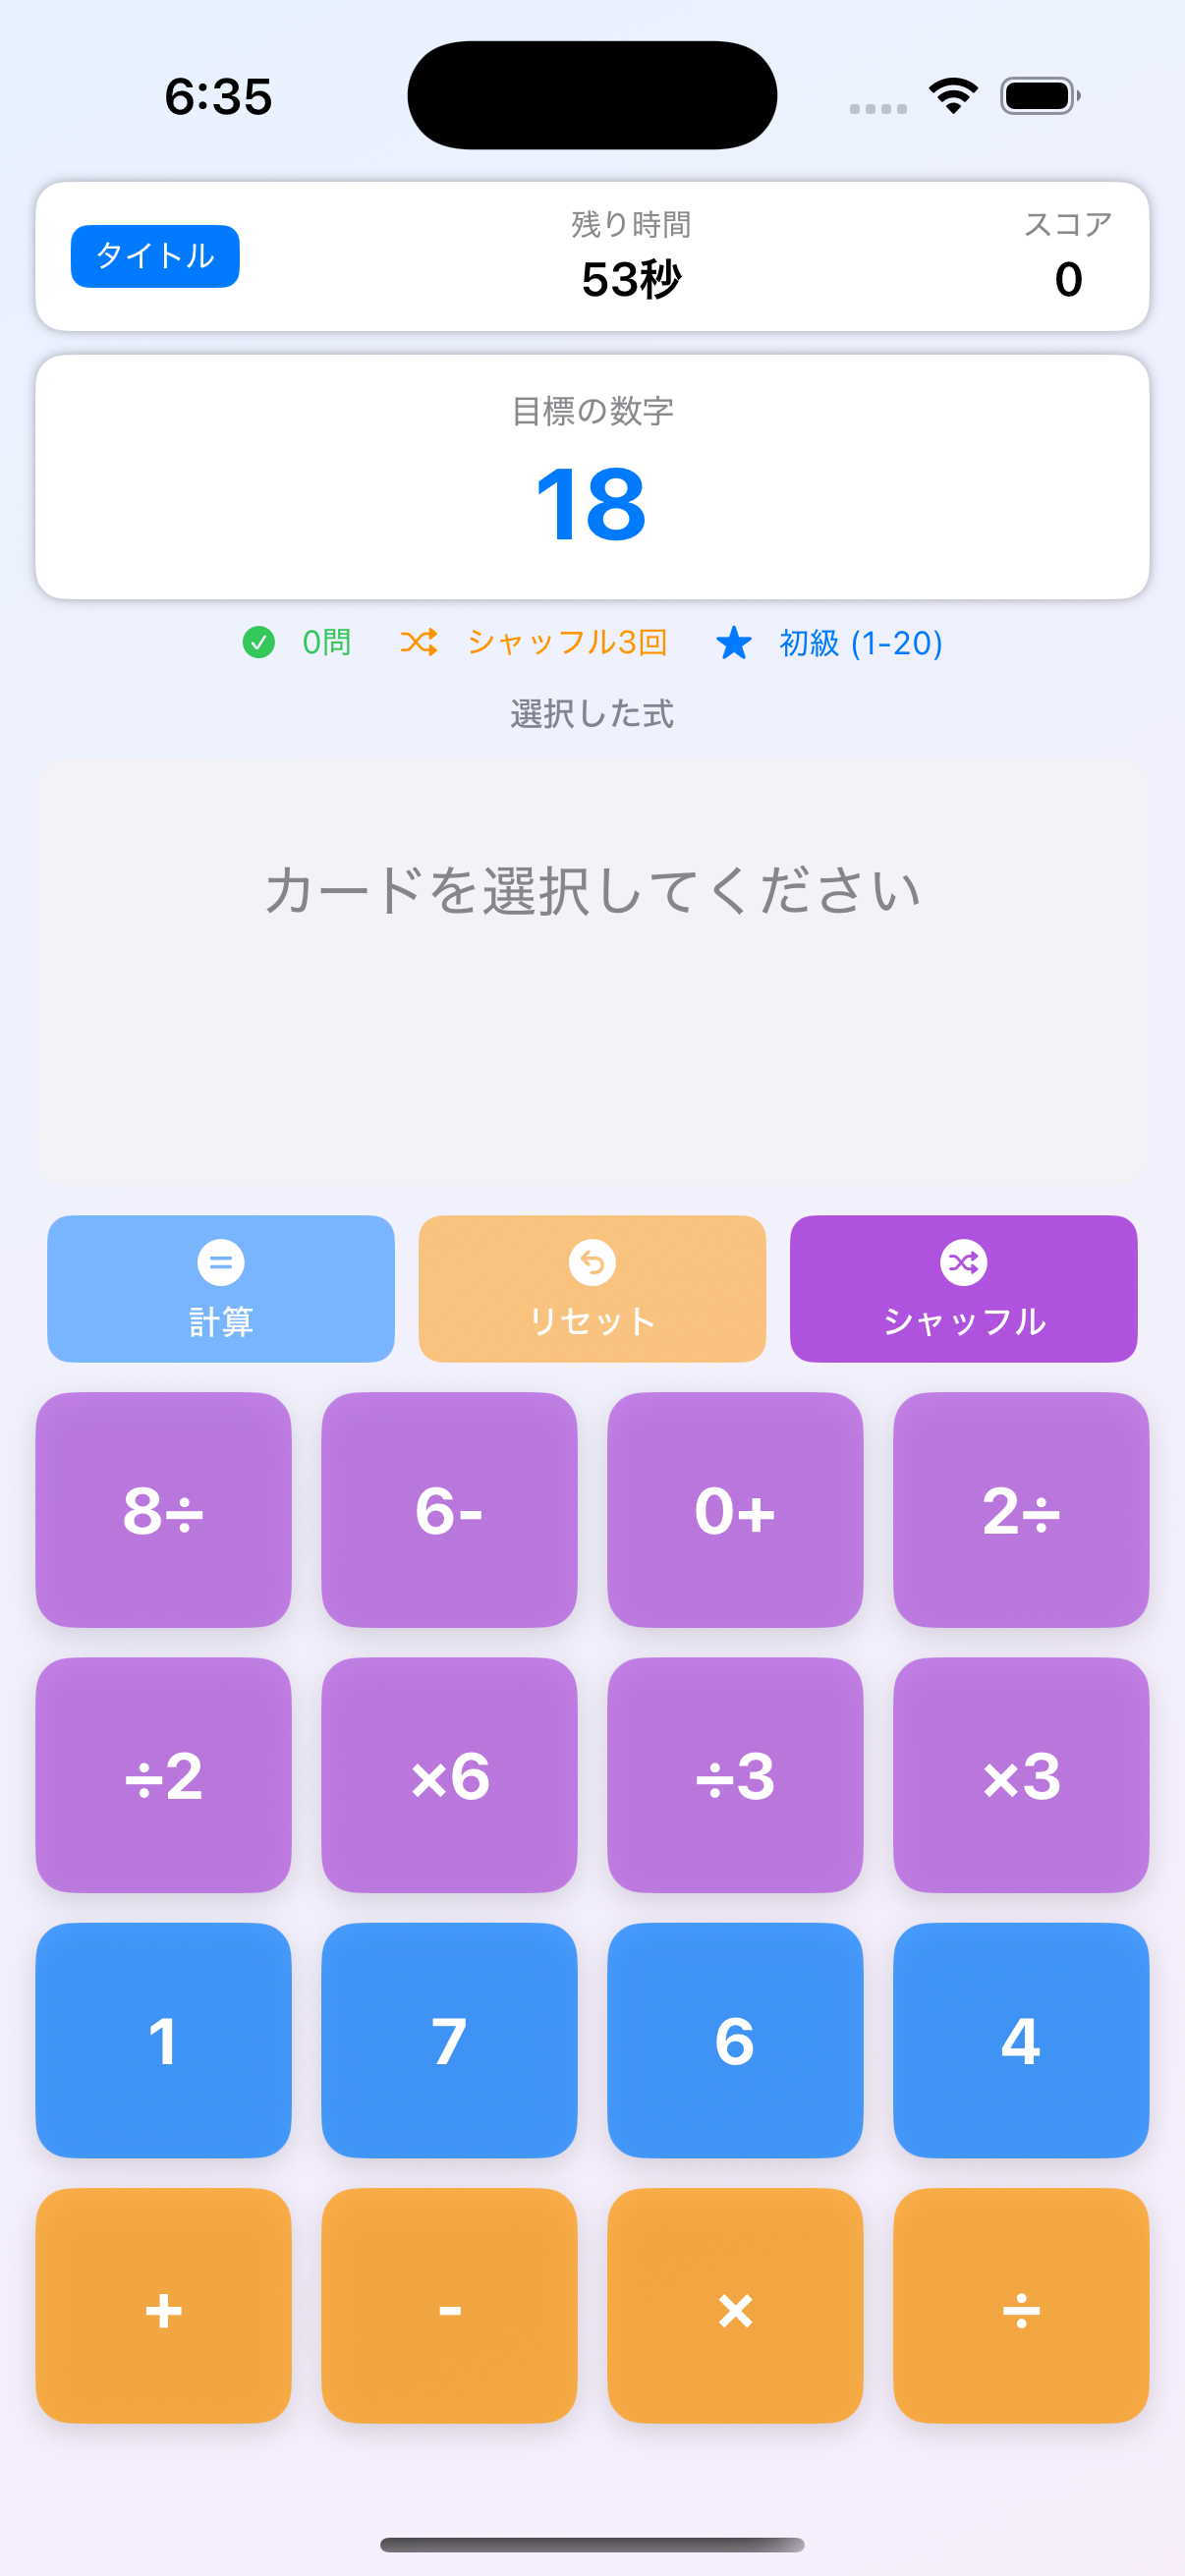 6:35
タイトル
残り時間
53秒
スコア
0
目標の数字
18
0問 シャッフル3回 初級 (1-20)
選択した式
カードを選択してください
計算 リセット シャッフル
8÷ 6- 0+ 2÷
÷2 ×6 ÷3 ×3
1 7 6 4
+ - × ÷